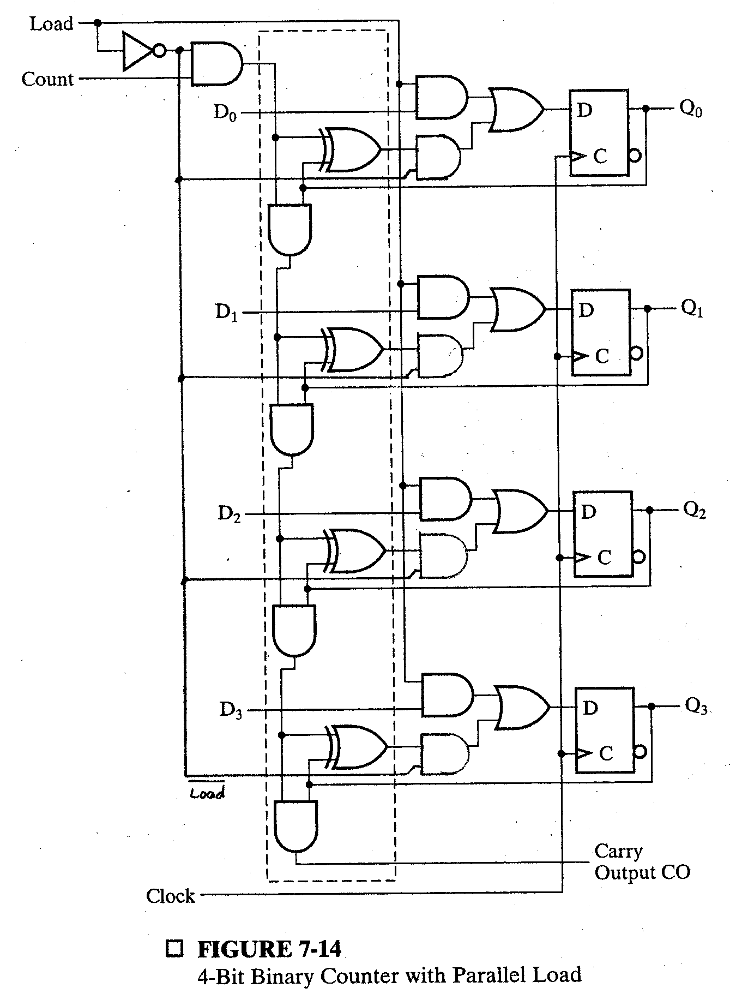 Load
Count
D0
D
C
Q0
D1
D
C
Q1
D2
D
C
Q2
D3
D
C
Q3
Load
Carry
Output CO
Clock
FIGURE 7-14
4-Bit Binary Counter with Parallel Load